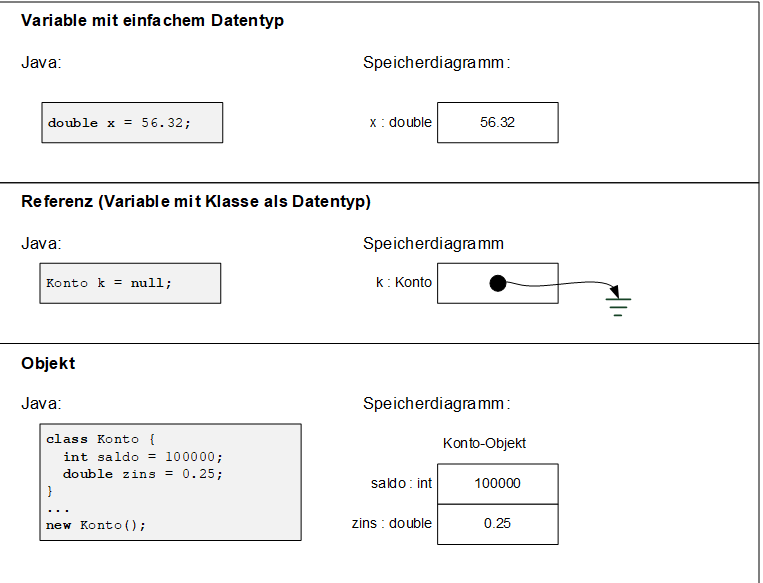 Variable mit einfachem Datentyp
Java:
Speicherdiagramm:
double x = 56.32;
x : double
56.32
Referenz (Variable mit Klasse als Datentyp)
Java:
Speicherdiagramm
Konto k = null;
k : Konto
Objekt
Java:
Speicherdiagramm:
class Konto {
int saldo = 100000;
double zins = 0.25;
}
...
new Konto();
Konto-Objekt
saldo : int
100000
zins : double
0.25